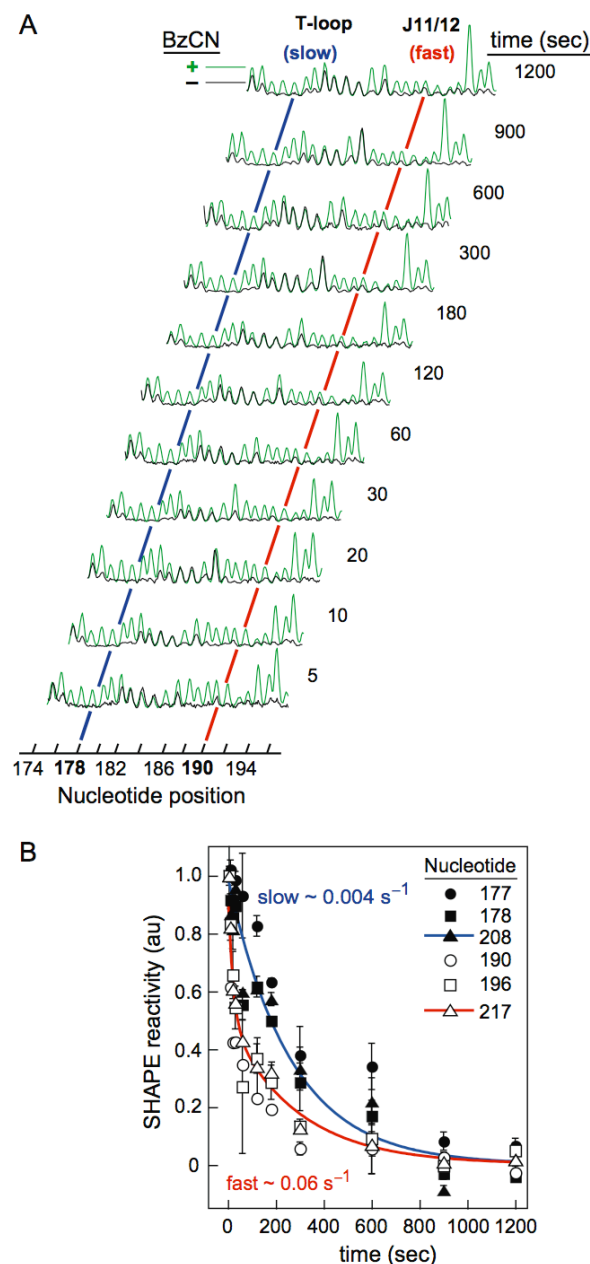 A
BzCN
T-loop
J11/12
time (sec)
+
(slow)
(fast)
1200
–
900
600
300
180
120
60
30
20
10
5
174 178 182 186 190 194
Nucleotide position
B
Nucleotide
1.0
slow ~ 0.004 s⁻¹
177
178
0.8
208
190
0.6
196
217
0.4
0.2
0
fast ~ 0.06 s⁻¹
SHAPE reactivity (au)
0 200 400 600 800 1000 1200
time (sec)